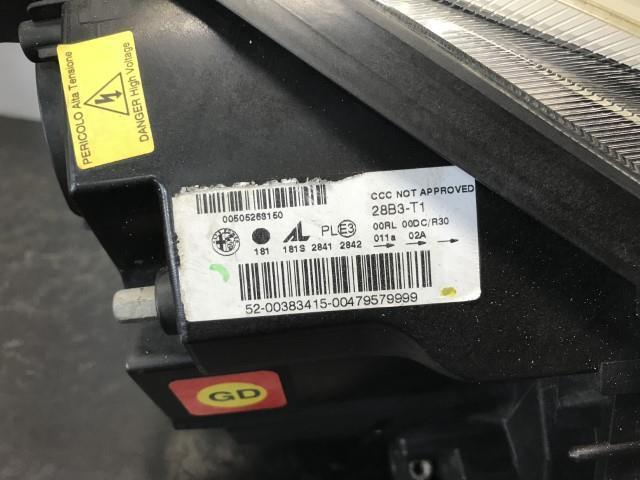 PERICOLO Alta Tensione
DANGER High Voltage
00505269150
CCC NOT APPROVED
28B3-T1
AL PL E3 00RL 00DC/R30
181 181S 2841 2842 011a 02A
52-00383415-00479579999
GD